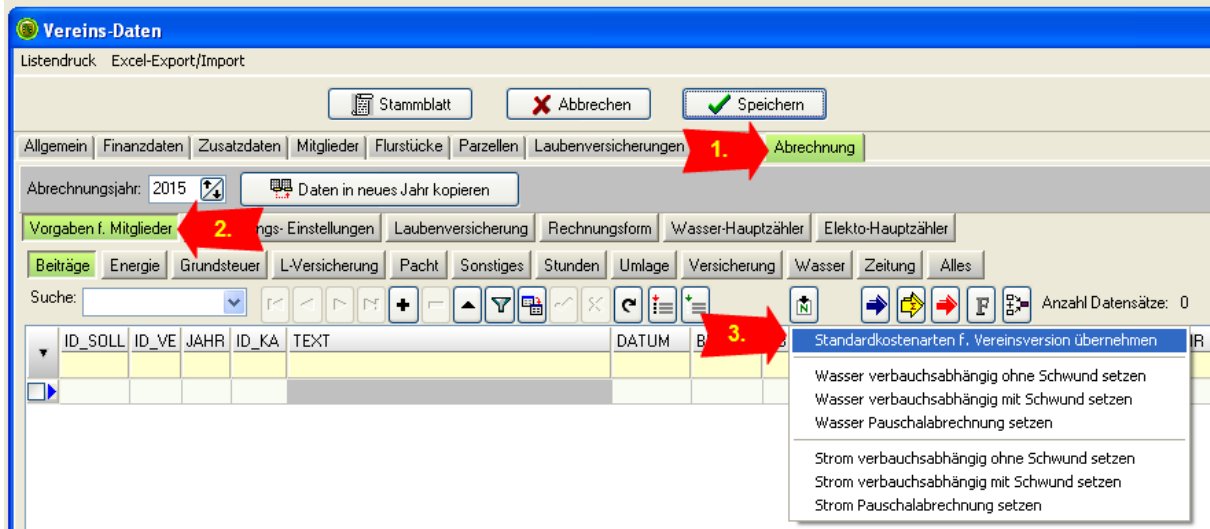 Vereins-Daten
Listendruck Excel-Export/Import
Stammblatt Abbrechen Speichern
Allgemein Finanzdaten Zusatzdaten Mitglieder Flurstücke Parzellen Laubenversicherungen 1. Abrechnung
Abrechnungsjahr: 2015 Daten in neues Jahr kopieren
Vorgaben f. Mitglieder 2. ngs- Einstellungen Laubenversicherung Rechnungsform Wasser-Hauptzähler Elekto-Hauptzähler
Beiträge Energie Grundsteuer L-Versicherung Pacht Sonstiges Stunden Umlage Versicherung Wasser Zeitung Alles
Suche: N Σ F Anzahl Datensätze: 0
ID_SOLL ID_VE JAHR ID_KA TEXT DATUM B 3. IR
Standardkostenarten f. Vereinsversion übernehmen
Wasser verbauchsabhängig ohne Schwund setzen
Wasser verbauchsabhängig mit Schwund setzen
Wasser Pauschalabrechnung setzen
Strom verbauchsabhängig ohne Schwund setzen
Strom verbauchsabhängig mit Schwund setzen
Strom Pauschalabrechnung setzen